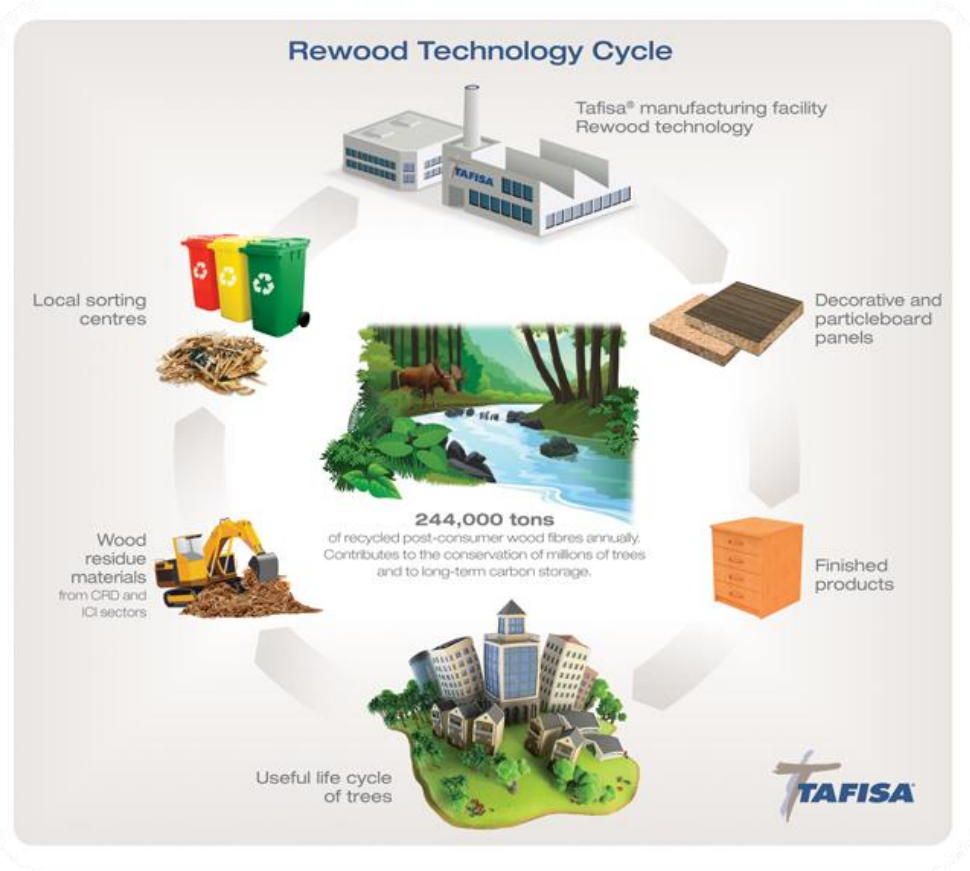 Rewood Technology Cycle
Tafisa® manufacturing facility
Rewood technology
TAFISA
Local sorting
centres
Decorative and
particleboard
panels
244,000 tons
of recycled post-consumer wood fibres annually.
Contributes to the conservation of millions of trees
and to long-term carbon storage.
Wood
residue
materials
from CRD and
ICI sectors
Finished
products
Useful life cycle
of trees
TAFISA